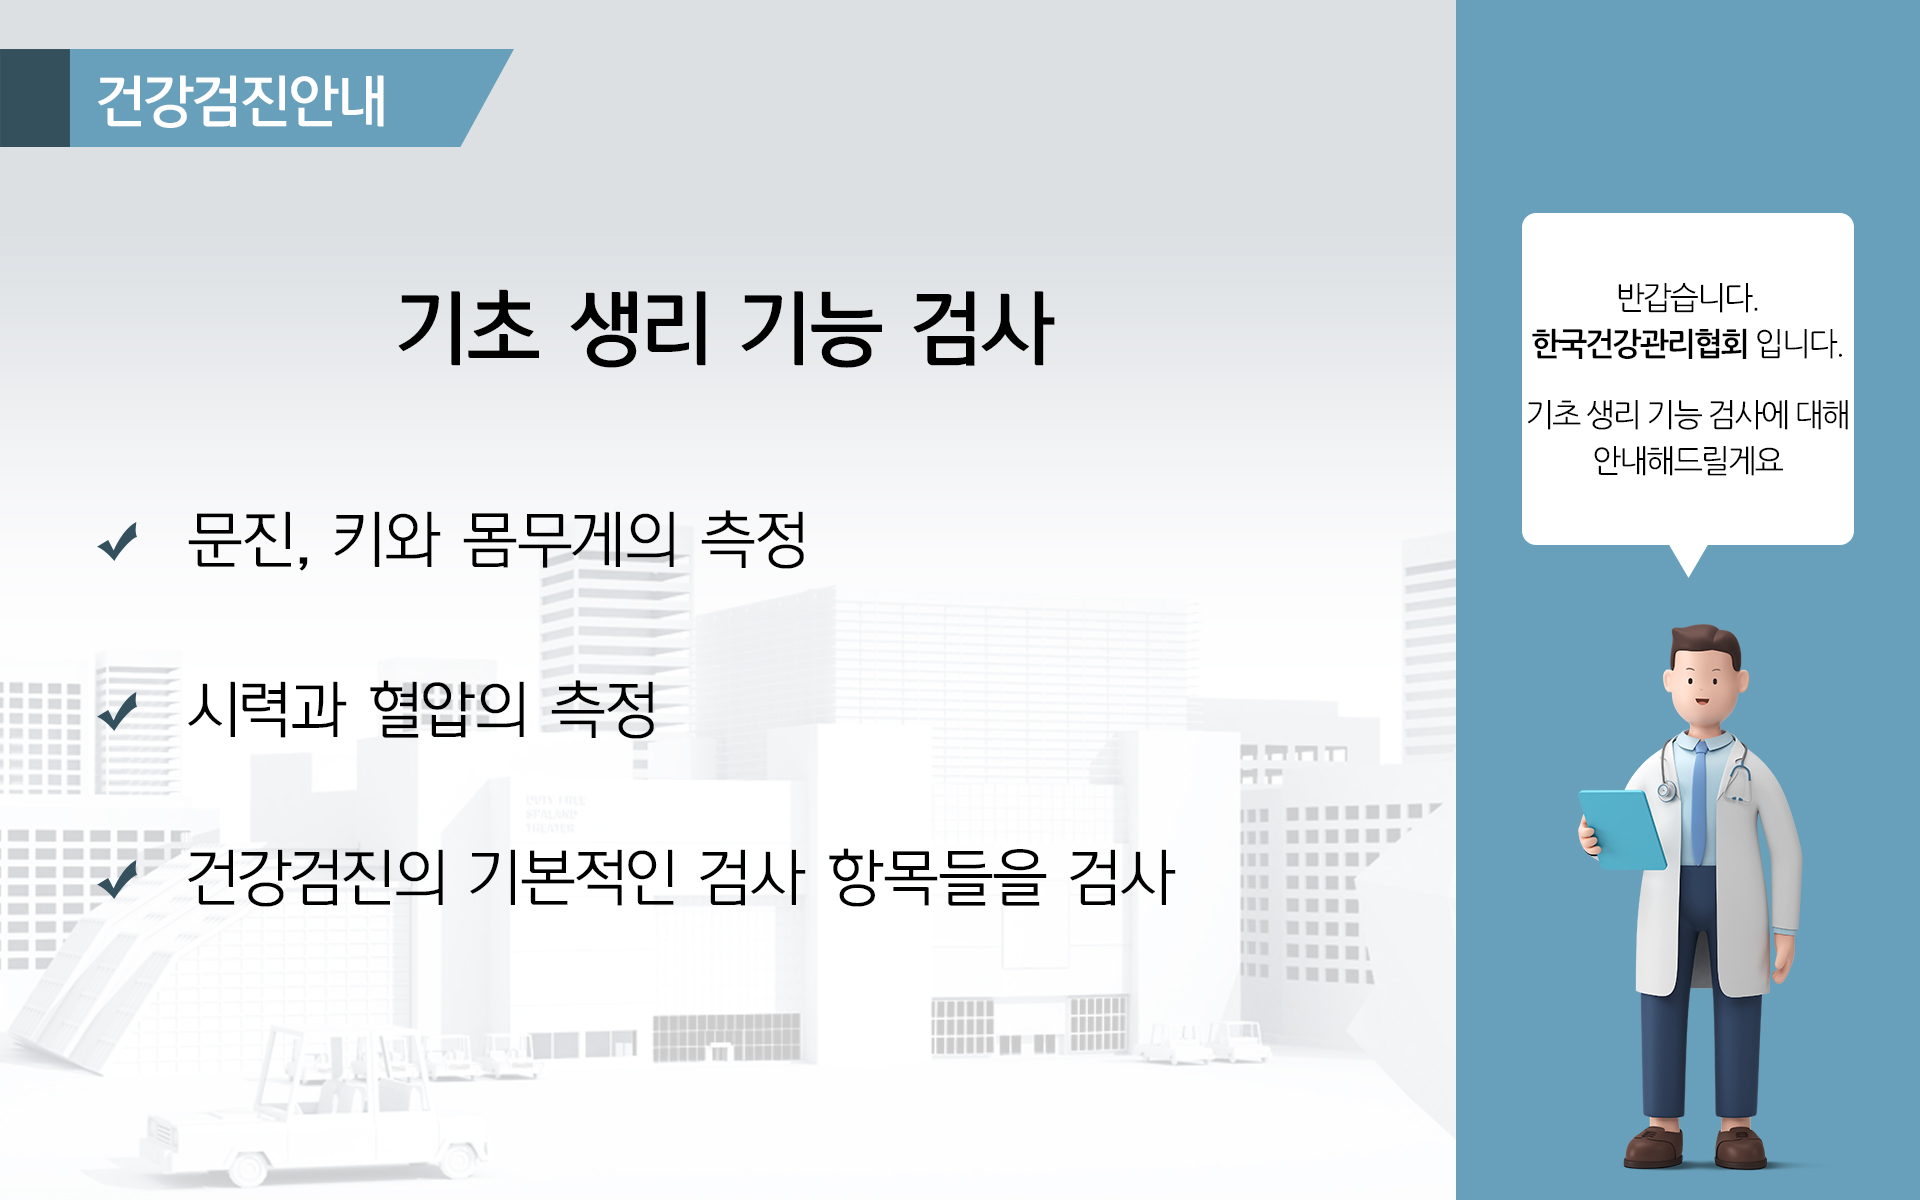 건강검진안내
기초 생리 기능 검사
문진, 키와 몸무게의 측정
시력과 혈압의 측정
건강검진의 기본적인 검사 항목들을 검사
반갑습니다.
한국건강관리협회 입니다.
기초 생리 기능 검사에 대해
안내해드릴게요
DUTY FREE
SPALAND
THEATER